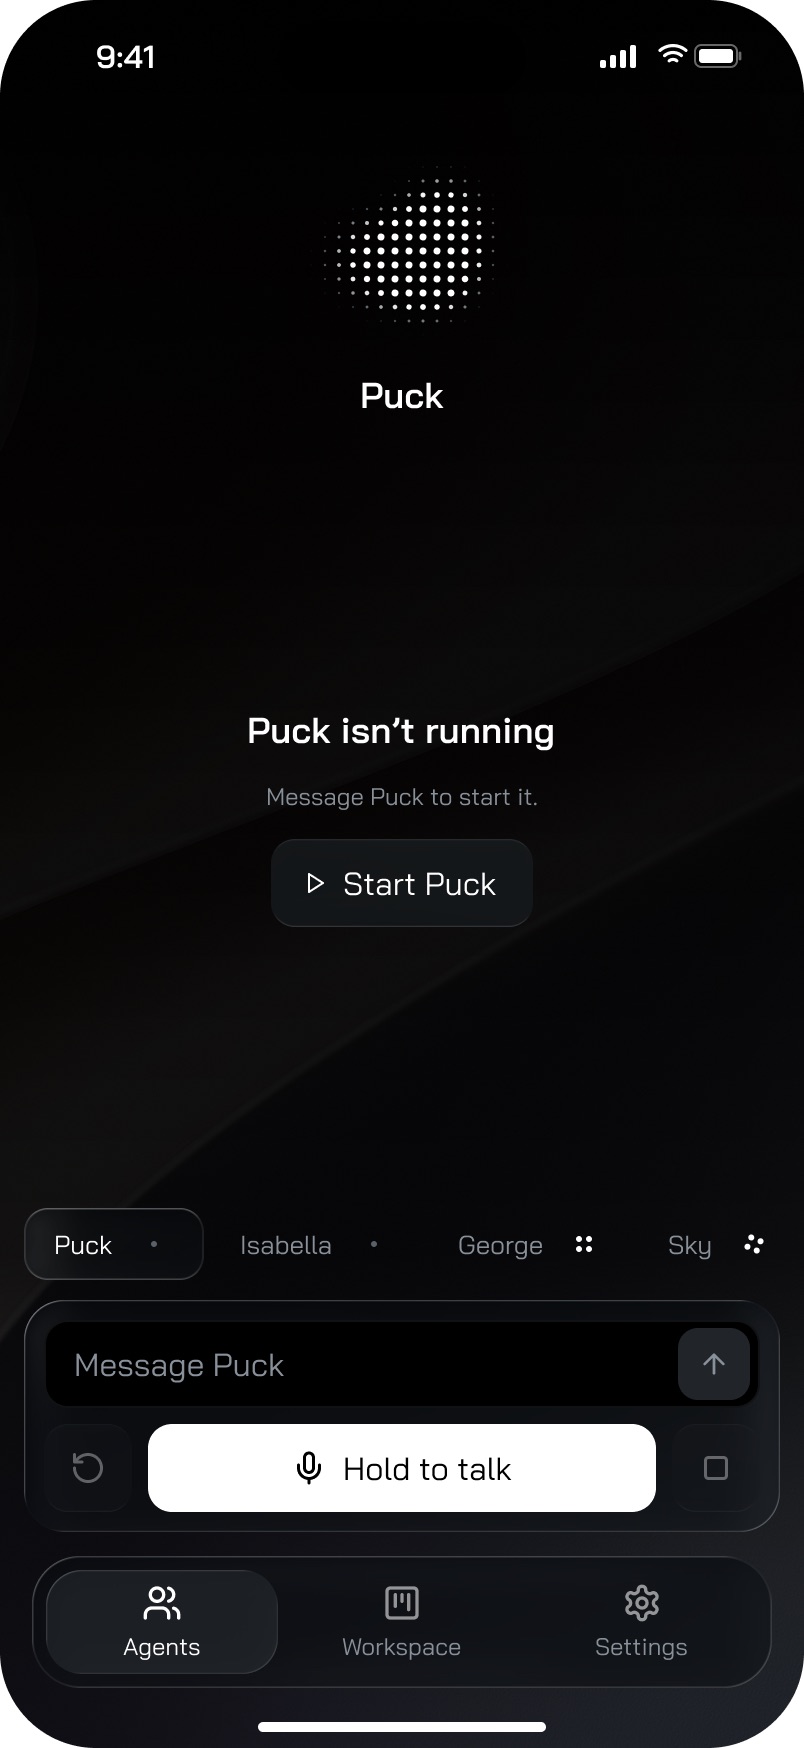 9:41
Puck
Puck isn’t running
Message Puck to start it.
Start Puck
Puck Isabella George Sky
Message Puck
Hold to talk
Agents Workspace Settings